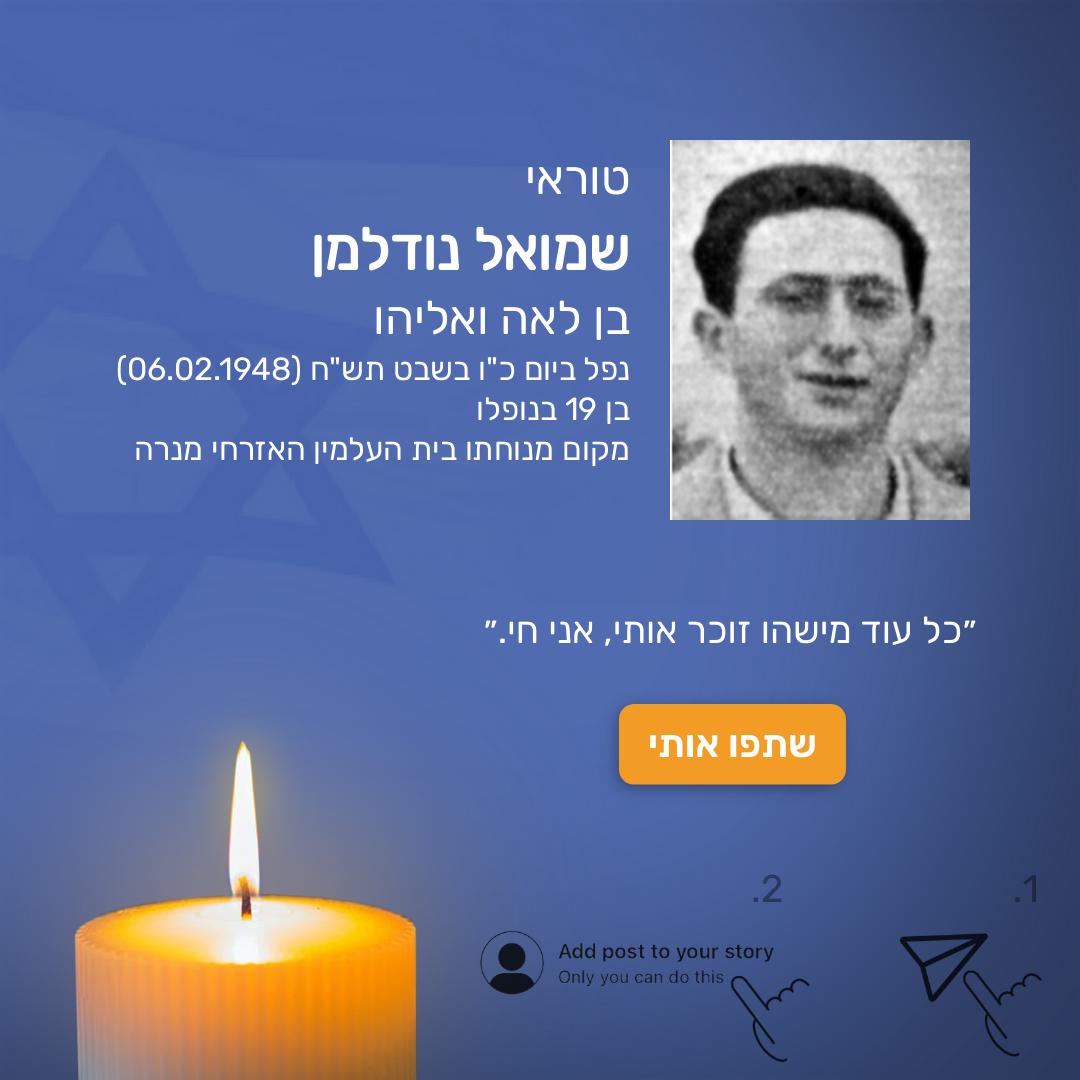 טוראי
שמואל נודלמן
בן לאה ואליהו
נפל ביום כ"ו בשבט תש"ח (06.02.1948)
בן 19 בנופלו
מקום מנוחתו בית העלמין האזרחי מנרה
״כל עוד מישהו זוכר אותי, אני חי.״
שתפו אותי
1.
2.
Add post to your story
Only you can do this